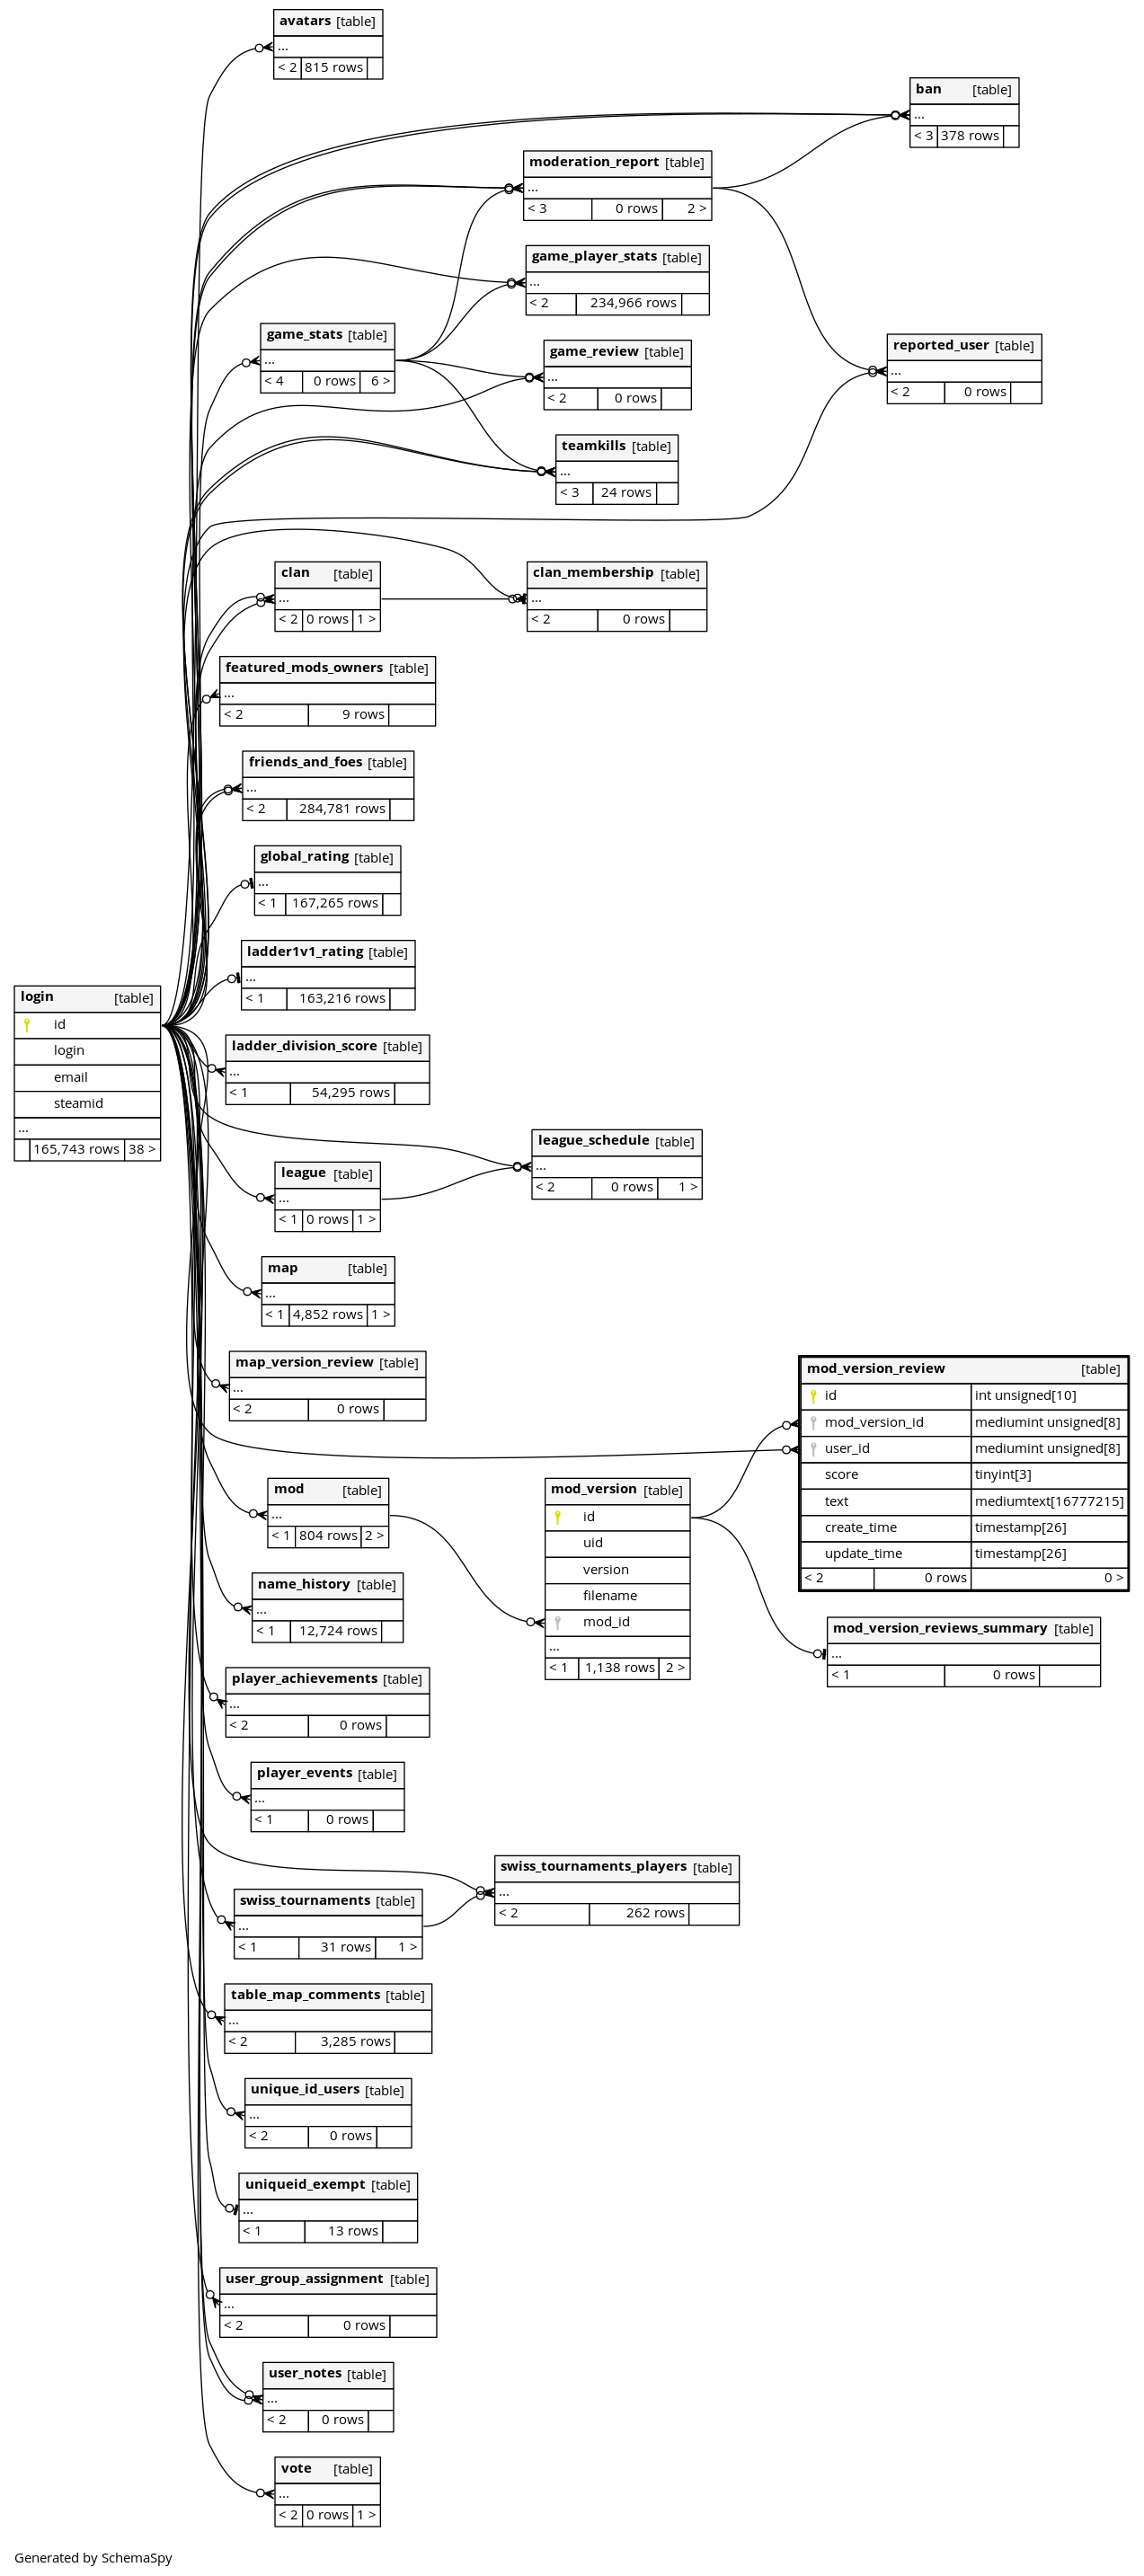 avatars [table]
...
< 2 815 rows
ban [table]
...
< 3 378 rows
moderation_report [table]
...
< 3 0 rows 2 >
game_player_stats [table]
...
< 2 234,966 rows
game_stats [table]
...
< 4 0 rows 6 >
game_review [table]
...
< 2 0 rows
reported_user [table]
...
< 2 0 rows
teamkills [table]
...
< 3 24 rows
clan [table]
...
< 2 0 rows 1 >
clan_membership [table]
...
< 2 0 rows
featured_mods_owners [table]
...
< 2 9 rows
friends_and_foes [table]
...
< 2 284,781 rows
global_rating [table]
...
< 1 167,265 rows
ladder1v1_rating [table]
...
< 1 163,216 rows
login [table]
id
login
email
steamid
...
165,743 rows 38 >
ladder_division_score [table]
...
< 1 54,295 rows
league_schedule [table]
...
< 2 0 rows 1 >
league [table]
...
< 1 0 rows 1 >
map [table]
...
< 1 4,852 rows 1 >
map_version_review [table]
...
< 2 0 rows
mod_version_review [table]
id int unsigned[10]
mod_version_id mediumint unsigned[8]
user_id mediumint unsigned[8]
score tinyint[3]
text mediumtext[16777215]
create_time timestamp[26]
update_time timestamp[26]
< 2 0 rows 0 >
mod [table]
...
< 1 804 rows 2 >
mod_version [table]
id
uid
version
filename
mod_id
...
< 1 1,138 rows 2 >
name_history [table]
...
< 1 12,724 rows
mod_version_reviews_summary [table]
...
< 1 0 rows
player_achievements [table]
...
< 2 0 rows
player_events [table]
...
< 1 0 rows
swiss_tournaments_players [table]
...
< 2 262 rows
swiss_tournaments [table]
...
< 1 31 rows 1 >
table_map_comments [table]
...
< 2 3,285 rows
unique_id_users [table]
...
< 2 0 rows
uniqueid_exempt [table]
...
< 1 13 rows
user_group_assignment [table]
...
< 2 0 rows
user_notes [table]
...
< 2 0 rows
vote [table]
...
< 2 0 rows 1 >
Generated by SchemaSpy